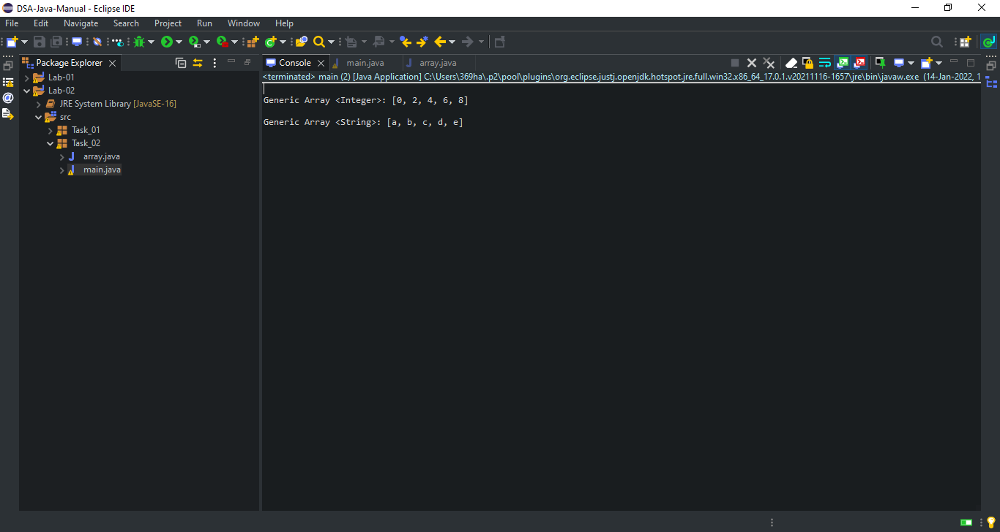 DSA-Java-Manual - Eclipse IDE
File Edit Navigate Search Project Run Window Help
Package Explorer
Console main.java array.java
<terminated> main (2) [Java Application] C:\Users\369ha\.p2\pool\plugins\org.eclipse.justj.openjdk.hotspot.jre.full.win32.x86_64_17.0.1.v20211116-1657\jre\bin\javaw.exe (14-Jan-2022, 1
Lab-01
Lab-02
JRE System Library [JavaSE-16]
src
Task_01
Task_02
array.java
main.java
Generic Array <Integer>: [0, 2, 4, 6, 8]
Generic Array <String>: [a, b, c, d, e]